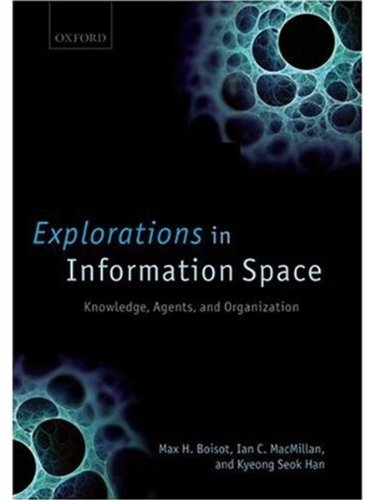 OXFORD
Explorations in
Information Space
Knowledge, Agents, and Organization
Max H. Boisot, Ian C. MacMillan,
and Kyeong Seok Han